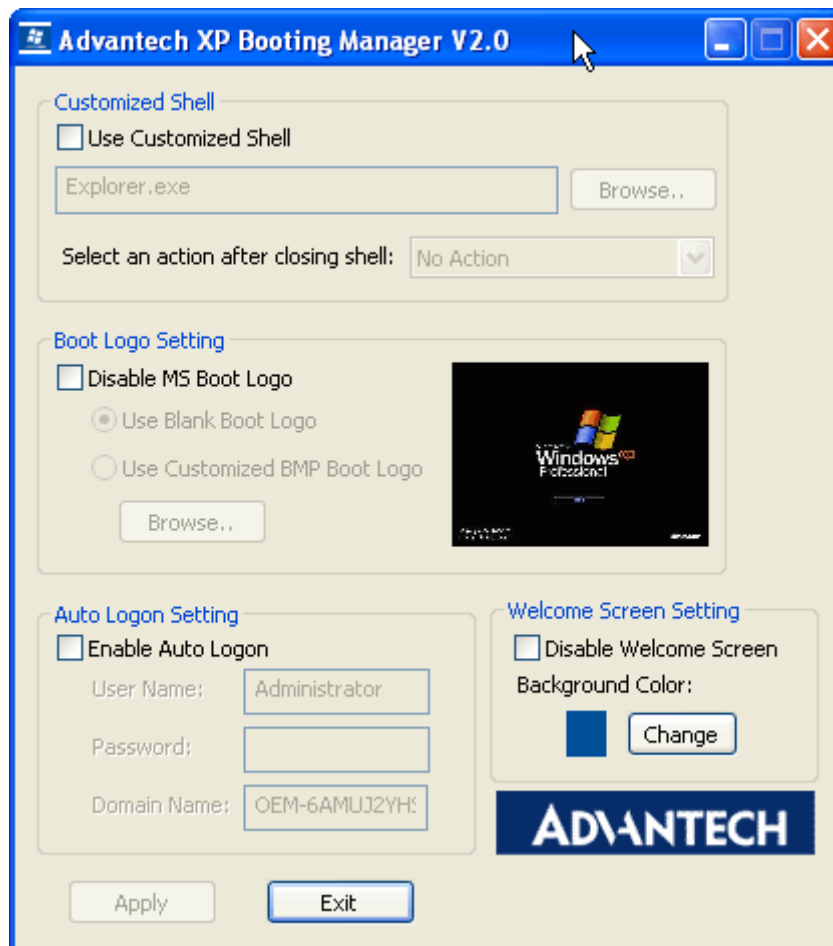 Advantech XP Booting Manager V2.0
Customized Shell
Use Customized Shell
Explorer.exe
Browse..
Select an action after closing shell:
No Action
Boot Logo Setting
Disable MS Boot Logo
Use Blank Boot Logo
Use Customized BMP Boot Logo
Browse..
Windows xp
Professional
Auto Logon Setting
Enable Auto Logon
User Name:
Administrator
Password:
Domain Name:
OEM-6AMUJ2YHS
Welcome Screen Setting
Disable Welcome Screen
Background Color:
Change
ADVANTECH
Apply
Exit